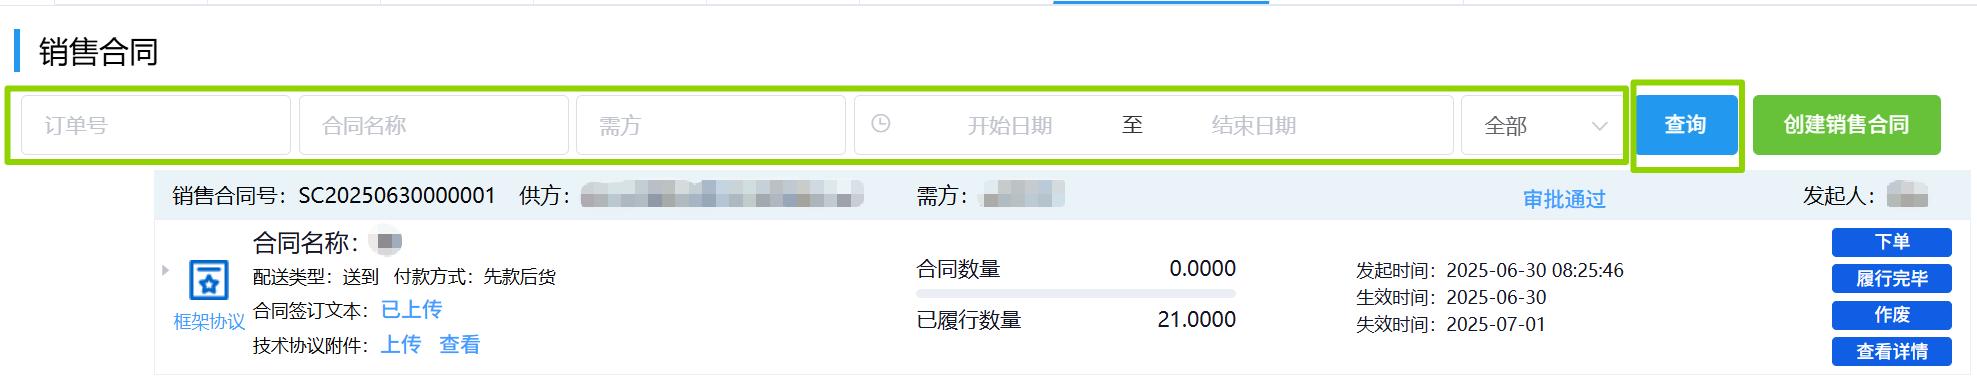 销售合同
订单号 合同名称 需方 开始日期 至 结束日期 全部 查询 创建销售合同
销售合同号：SC20250630000001 供方： 需方： 审批通过 发起人：
合同名称：
配送类型：送到 付款方式：先款后货
合同签订文本：已上传
技术协议附件：上传 查看
框架协议
合同数量 0.0000
已履行数量 21.0000
发起时间：2025-06-30 08:25:46
生效时间：2025-06-30
失效时间：2025-07-01
下单
履行完毕
作废
查看详情